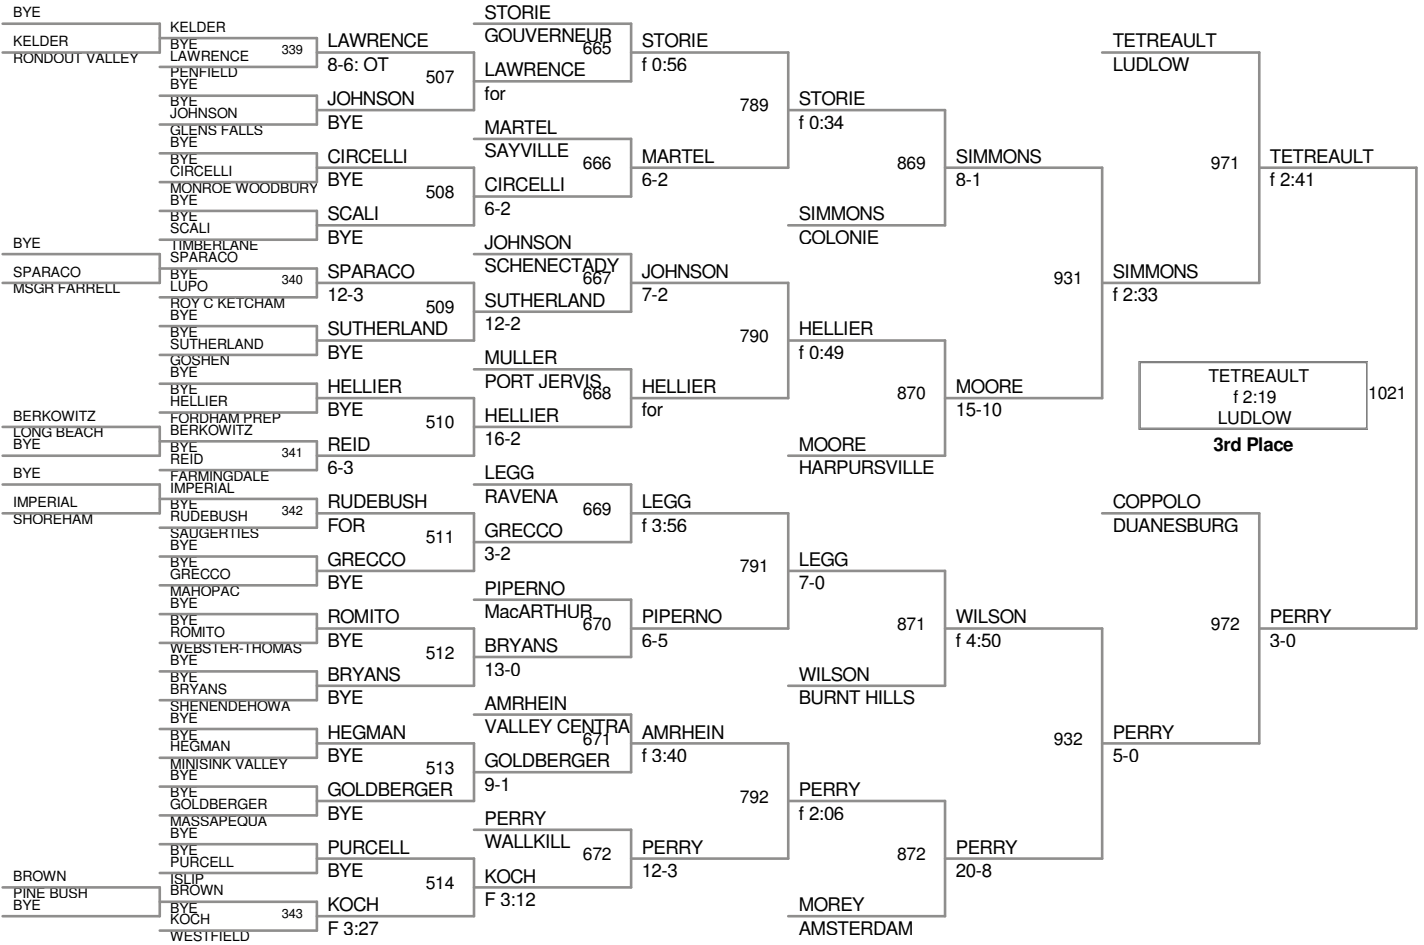 BYE
KELDER
RONDOUT VALLEY
BYE
SPARACO
MSGR FARRELL
BERKOWITZ
LONG BEACH
BYE
BYE
IMPERIAL
SHOREHAM
BROWN
PINE BUSH
BYE
KELDER
BYE
339
LAWRENCE
PENFIELD
BYE
BYE
JOHNSON
GLENS FALLS
BYE
BYE
CIRCELLI
MONROE WOODBURY
BYE
BYE
SCALI
TIMBERLANE
SPARACO
BYE
340
LUPO
ROY C KETCHAM
BYE
BYE
SUTHERLAND
GOSHEN
BYE
BYE
HELLIER
FORDHAM PREP
BERKOWITZ
BYE
341
REID
FARMINGDALE
IMPERIAL
BYE
342
RUDEBUSH
SAUGERTIES
BYE
BYE
GRECCO
MAHOPAC
BYE
BYE
ROMITO
WEBSTER-THOMAS
BYE
BYE
BRYANS
SHENENDEHOWA
BYE
BYE
HEGMAN
MINISINK VALLEY
BYE
BYE
GOLDBERGER
MASSAPEQUA
BYE
BYE
PURCELL
ISLIP
BROWN
BYE
343
KOCH
WESTFIELD
LAWRENCE
8-6: OT
507
JOHNSON
BYE
CIRCELLI
BYE
508
SCALI
BYE
SPARACO
12-3
509
SUTHERLAND
BYE
HELLIER
BYE
510
REID
6-3
RUDEBUSH
FOR
511
GRECCO
BYE
ROMITO
BYE
512
BRYANS
BYE
HEGMAN
BYE
513
GOLDBERGER
BYE
PURCELL
BYE
514
KOCH
F 3:27
STORIE
GOUVERNEUR
665
LAWRENCE
for
MARTEL
SAYVILLE
666
CIRCELLI
6-2
JOHNSON
SCHENECTADY
667
SUTHERLAND
12-2
MULLER
PORT JERVIS
668
HELLIER
16-2
LEGG
RAVENA
669
GRECCO
3-2
PIPERNO
MacARTHUR
670
BRYANS
13-0
AMRHEIN
VALLEY CENTRA
671
GOLDBERGER
9-1
PERRY
WALLKILL
672
KOCH
F 3:12
STORIE
f 0:56
789
MARTEL
6-2
JOHNSON
7-2
790
HELLIER
for
LEGG
f 3:56
791
PIPERNO
6-5
AMRHEIN
f 3:40
792
PERRY
12-3
STORIE
f 0:34
869
SIMMONS
COLONIE
HELLIER
f 0:49
870
MOORE
HARPURSVILLE
LEGG
7-0
871
WILSON
BURNT HILLS
PERRY
f 2:06
872
MOREY
AMSTERDAM
SIMMONS
8-1
931
MOORE
15-10
WILSON
f 4:50
932
PERRY
20-8
TETREAULT
LUDLOW
971
SIMMONS
f 2:33
COPPOLO
DUANESBURG
972
PERRY
5-0
TETREAULT
f 2:41
TETREAULT
f 2:19
LUDLOW
1021
3rd Place
PERRY
3-0